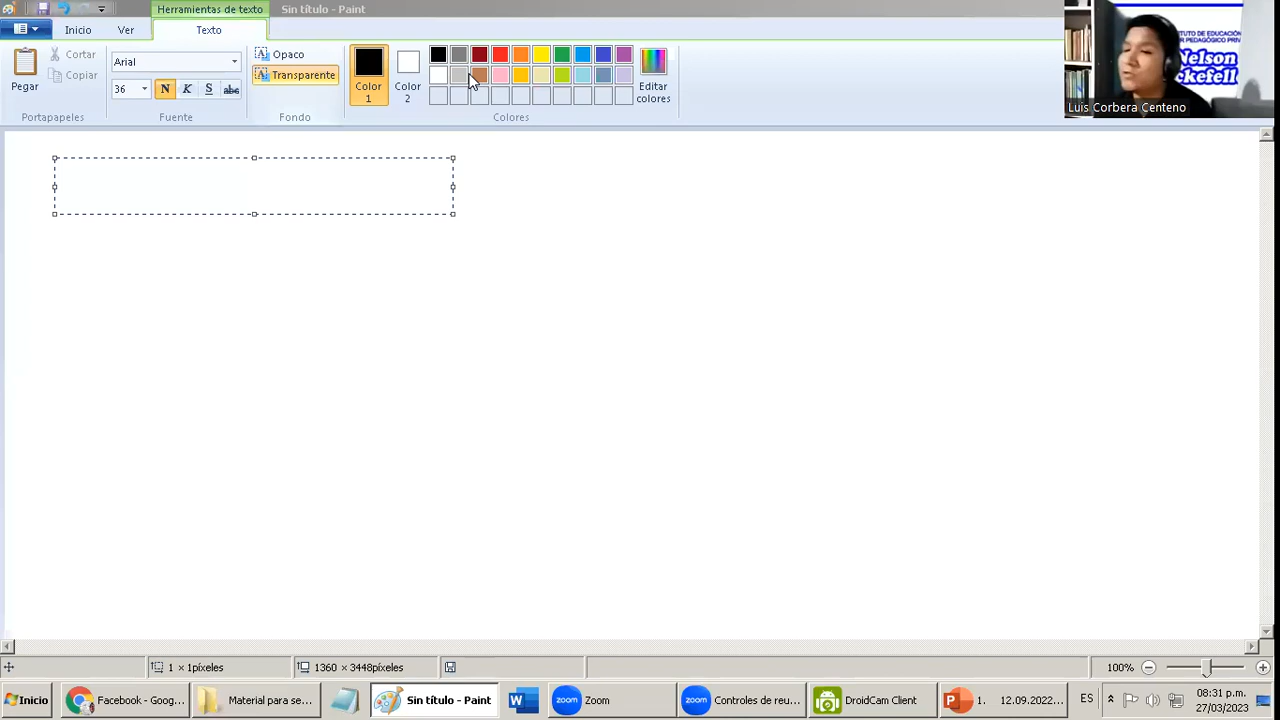 Herramientas de texto
Sin título - Paint
Inicio
Ver
Texto
Pegar
Cortar
Copiar
Portapapeles
Arial
36
N
K
S
abc
Fuente
Opaco
Transparente
Fondo
Color
1
Color
2
Editar
colores
Colores
Nelson
Luis Corbera Centeno
1 × 1píxeles
1360 × 3448píxeles
100%
Inicio
Facebook - Goog...
Material para se...
Sin título - Paint
Zoom
Controles de reu...
DroidCam Client
1. 12.09.2022...
ES
08:31 p.m.
27/03/2023